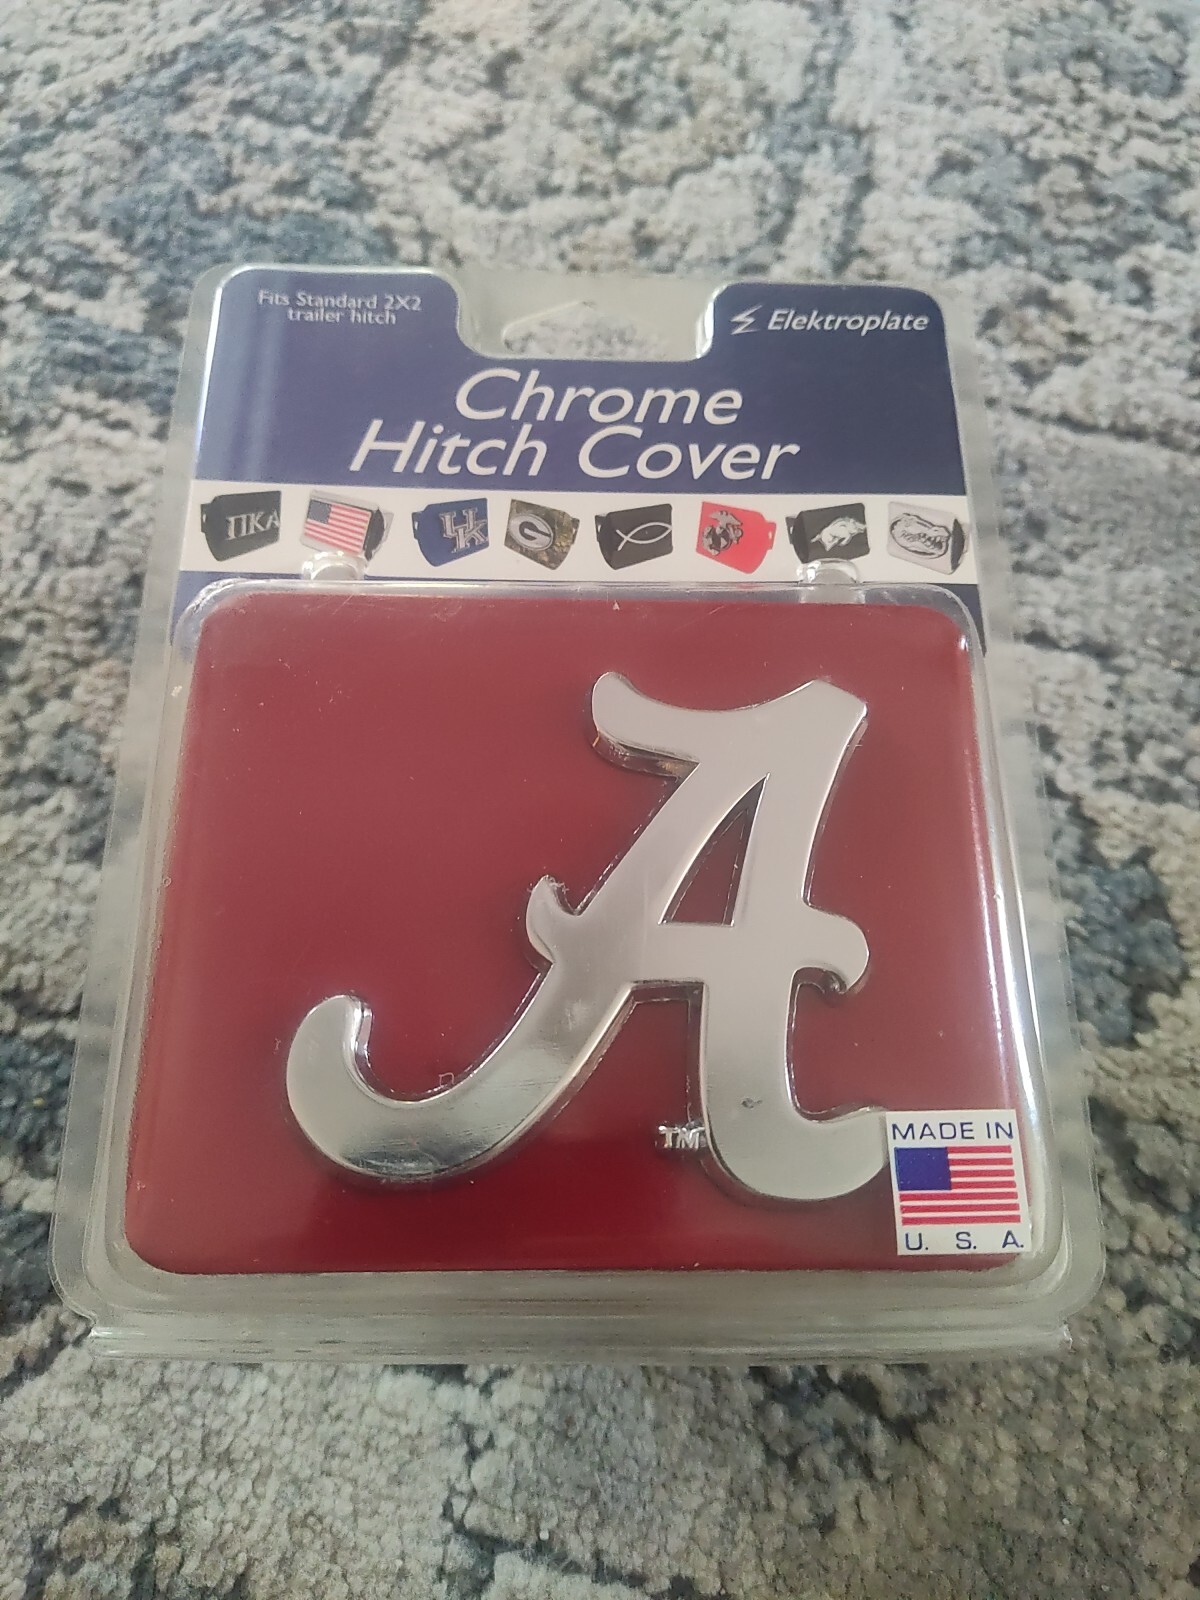 Fits Standard 2X2
trailer hitch
Elektroplate
Chrome
Hitch Cover
ΠΚΑ
UK
G
A
TM
MADE IN
U. S. A.